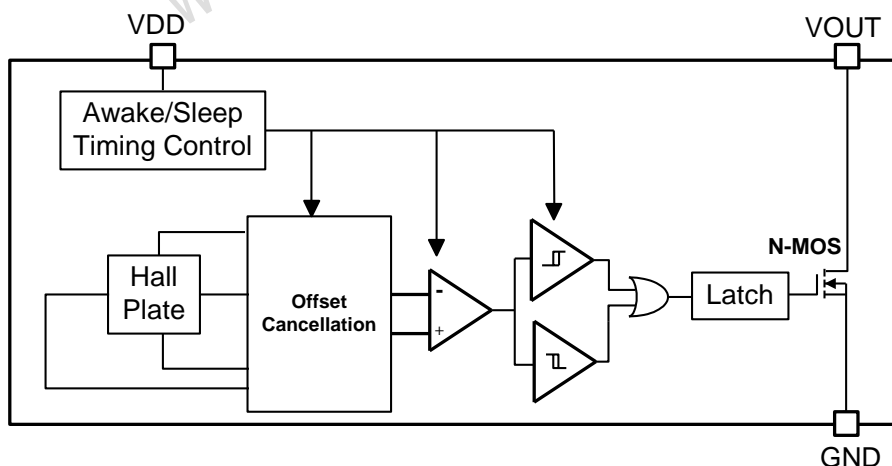 VDD
VOUT
Awake/Sleep
Timing Control
N-MOS
Hall
Plate
Offset
Cancellation
-
+
Latch
GND